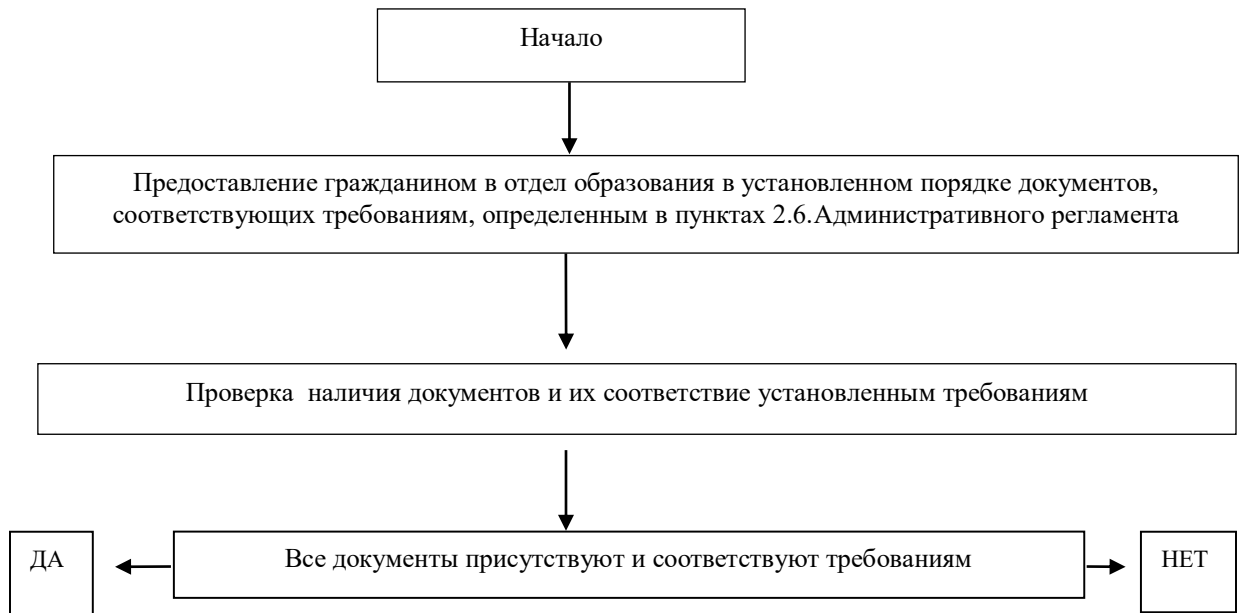 Начало
Предоставление гражданином в отдел образования в установленном порядке документов,
соответствующих требованиям, определенным в пунктах 2.6.Административного регламента
Проверка  наличия документов и их соответствие установленным требованиям
ДА
Все документы присутствуют и соответствуют требованиям
НЕТ